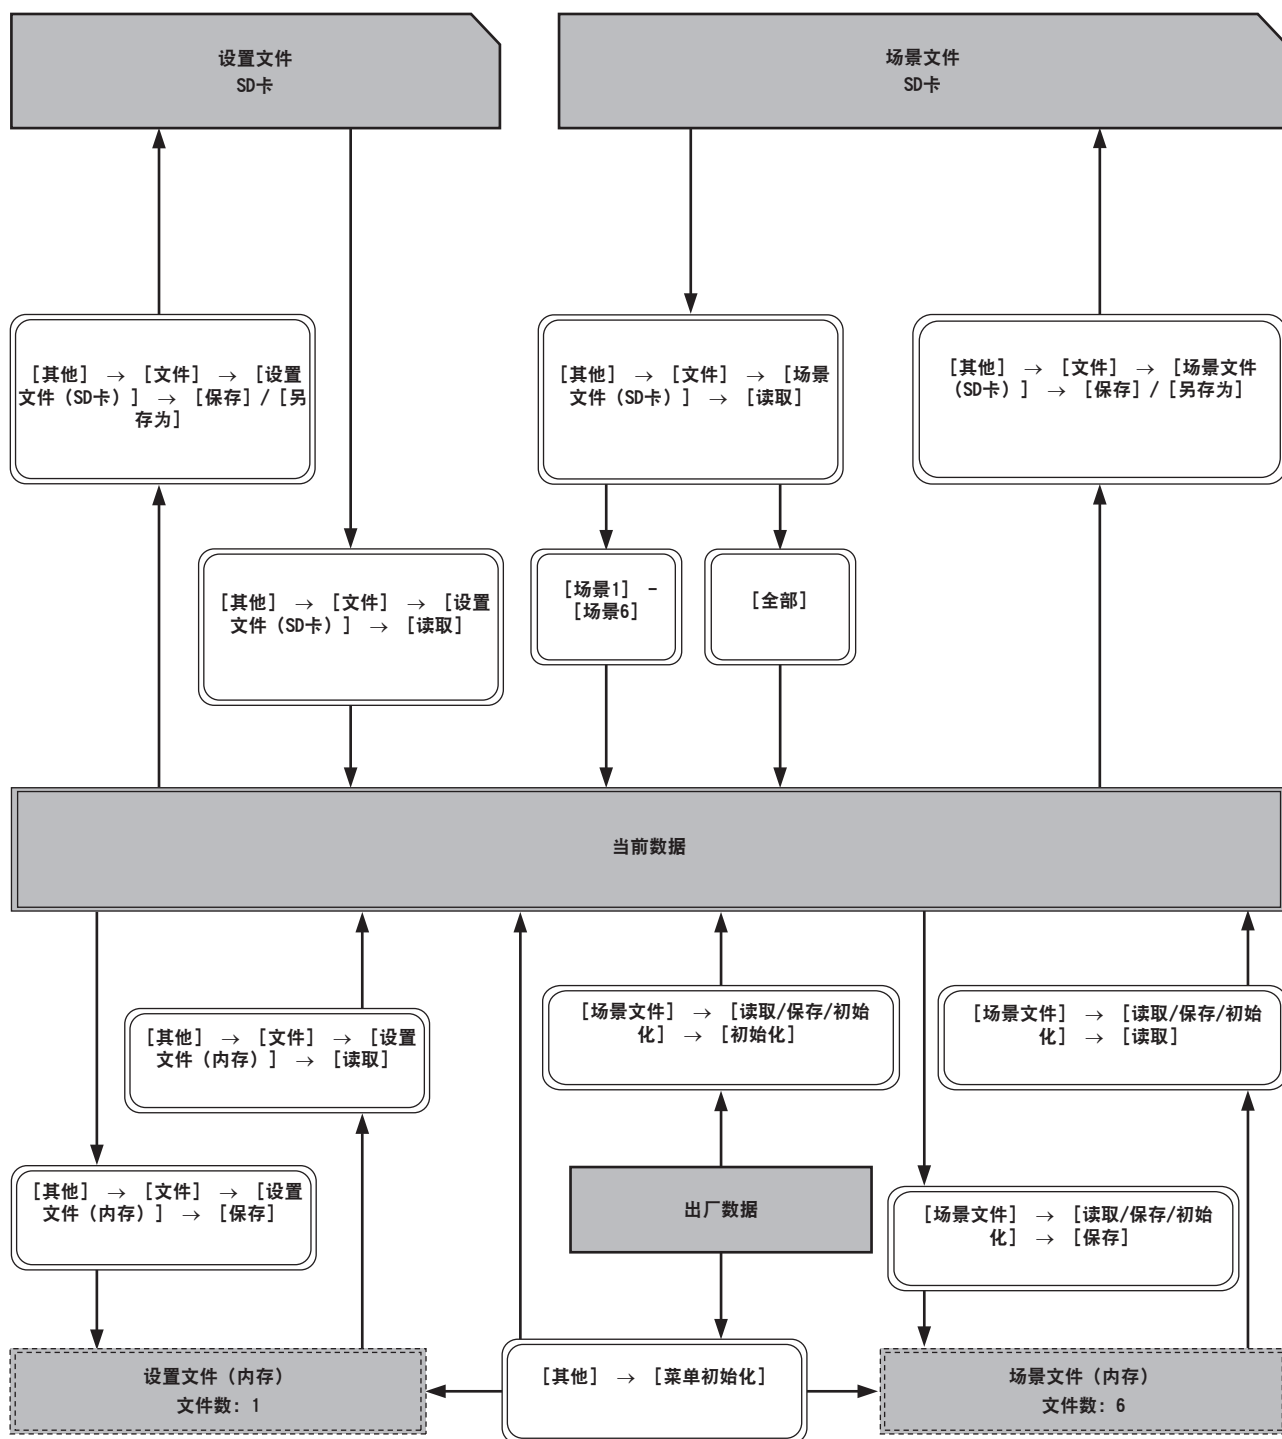 设置文件
SD卡
场景文件
SD卡
[其他] → [文件] → [设置
文件（SD卡）] → [保存] / [另
存为]
[其他] → [文件] → [场景
文件（SD卡）] → [读取]
[其他] → [文件] → [场景文件
（SD卡）] → [保存] / [另存为]
[其他] → [文件] → [设置
文件（SD卡）] → [读取]
[场景1] -
[场景6]
[全部]
当前数据
[其他] → [文件] → [设置
文件（内存）] → [读取]
[场景文件] → [读取/保存/初始
化] → [初始化]
[场景文件] → [读取/保存/初始
化] → [读取]
[其他] → [文件] → [设置
文件（内存）] → [保存]
出厂数据
[场景文件] → [读取/保存/初始
化] → [保存]
设置文件（内存）
文件数: 1
[其他] → [菜单初始化]
场景文件（内存）
文件数: 6